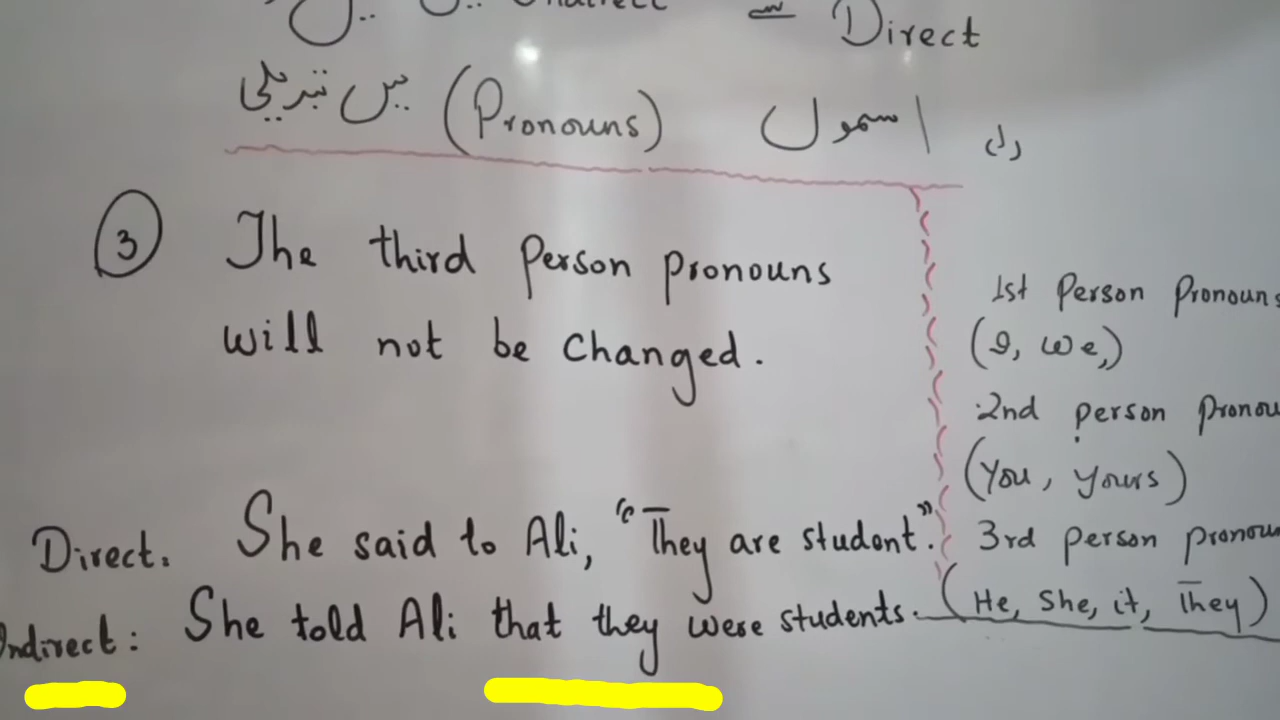 Direct
اسموں (Pronouns) میں تبدیلی
③ The third person pronouns
will not be changed.
1st person pronouns
(I, we,)
2nd person pronou
(You, yours)
3rd person pronou
(He, She, it, They)
Direct. She said to Ali, "They are student".
Indirect: She told Ali that they were students.